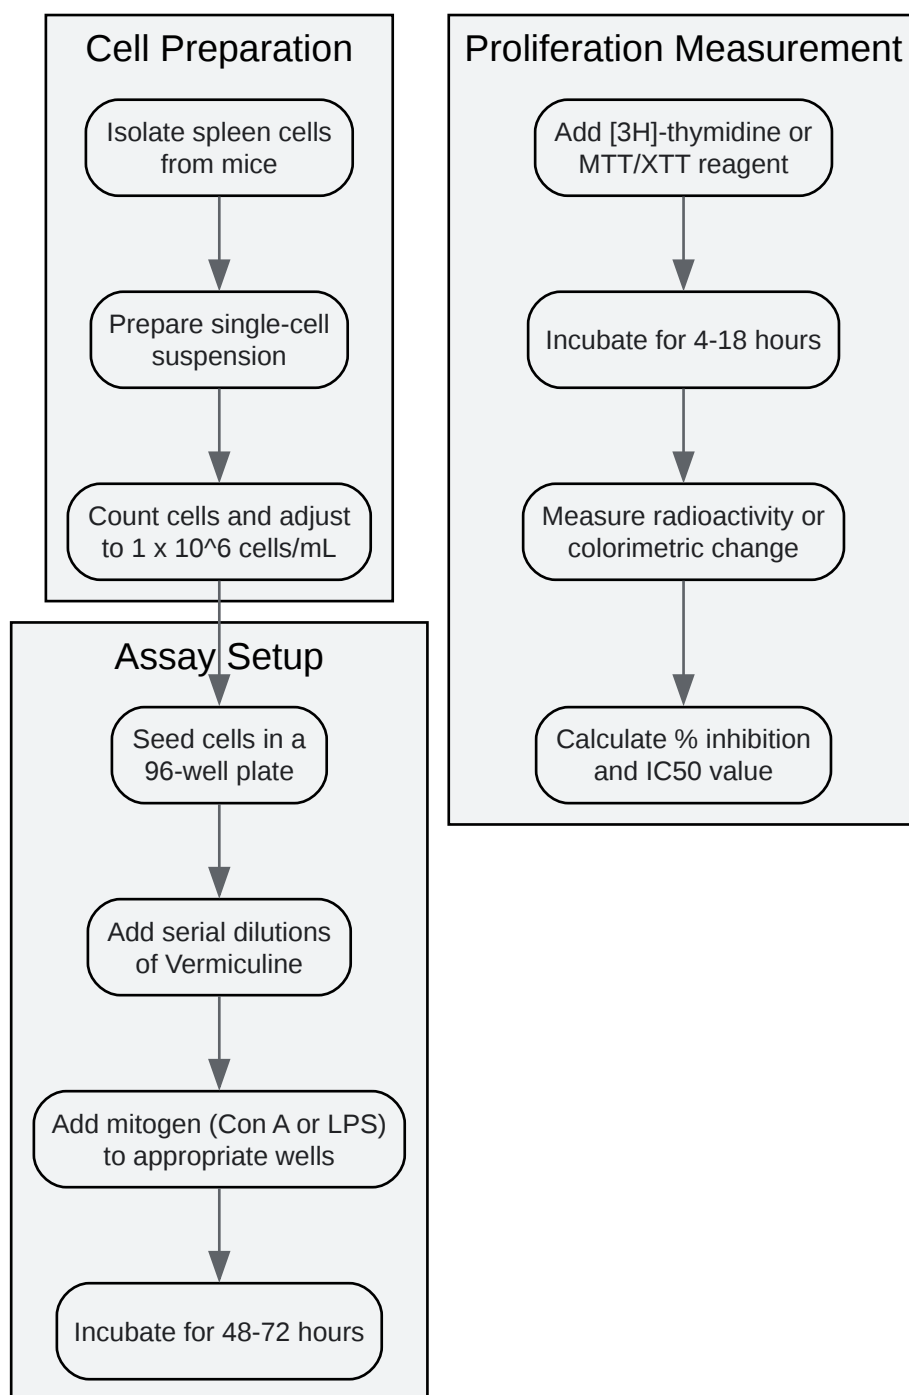 Cell Preparation
Isolate spleen cells
from mice
Prepare single-cell
suspension
Count cells and adjust
to 1 x 10^6 cells/mL
Assay Setup
Seed cells in a
96-well plate
Add serial dilutions
of Vermiculine
Add mitogen (Con A or LPS)
to appropriate wells
Incubate for 48-72 hours
Proliferation Measurement
Add [3H]-thymidine or
MTT/XTT reagent
Incubate for 4-18 hours
Measure radioactivity or
colorimetric change
Calculate % inhibition
and IC50 value